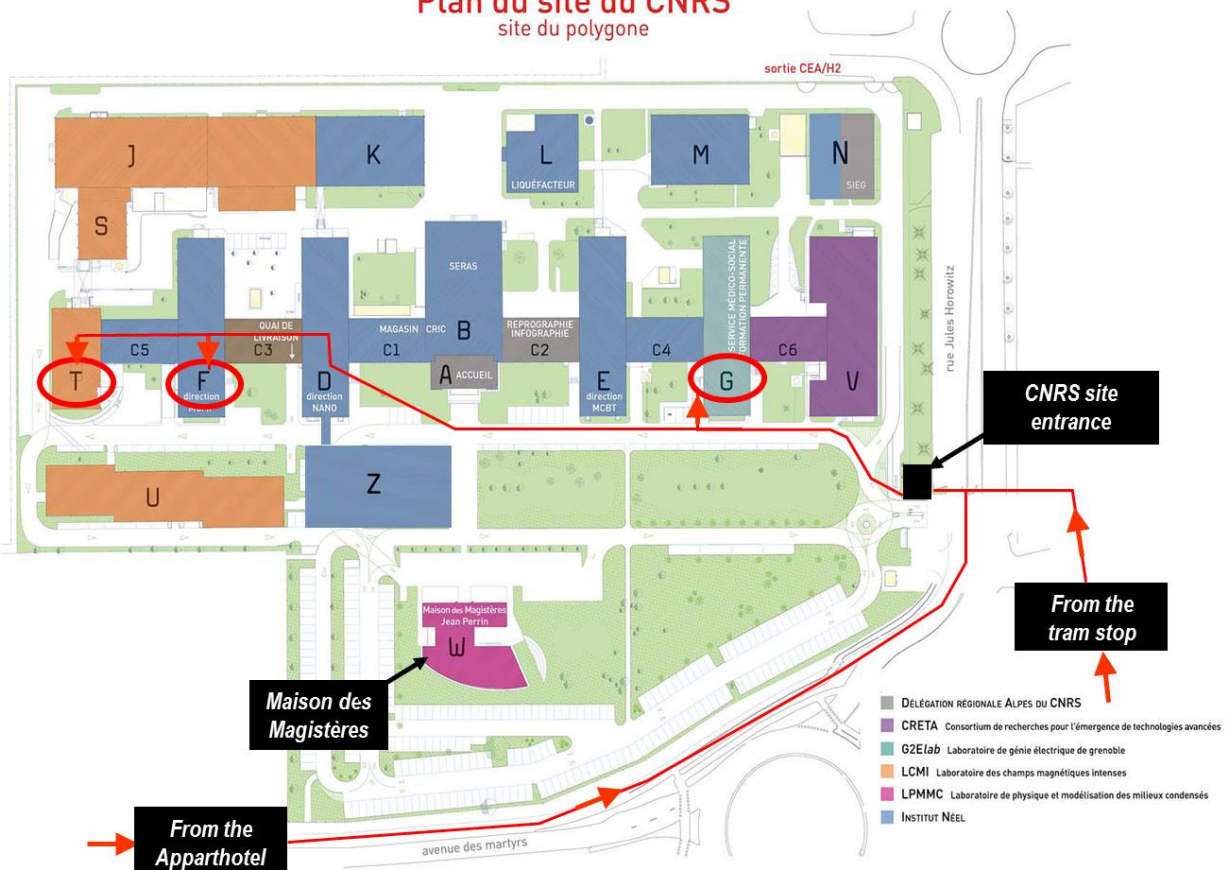 Plan du site du CNRS
site du polygone
sortie CEA/H2
J
K
L
LIQUÉFACTEUR
M
N
SIEG
S
SERAS
SERVICE MÉDICO-SOCIAL
FORMATION PERMANENTE
rue Jules Horowitz
QUAI DE
LIVRAISON
MAGASIN CRIC
B
REPROGRAPHIE
INFOGRAPHIE
C5
C3
C1
C2
C4
C6
T
F
direction
D
direction
NANO
A ACCUEIL
E
direction
MCBT
G
V
CNRS site
entrance
U
Z
Maison des Magistères
Jean Perrin
W
From the
tram stop
Maison des
Magistères
DÉLÉGATION RÉGIONALE ALPES DU CNRS
CRETA Consortium de recherches pour l'émergence de technologies avancées
G2Elab Laboratoire de génie électrique de grenoble
LCMI Laboratoire des champs magnétiques intenses
LPMMC Laboratoire de physique et modélisation des milieux condensés
INSTITUT NÉEL
From the
Apparthotel
avenue des martyrs